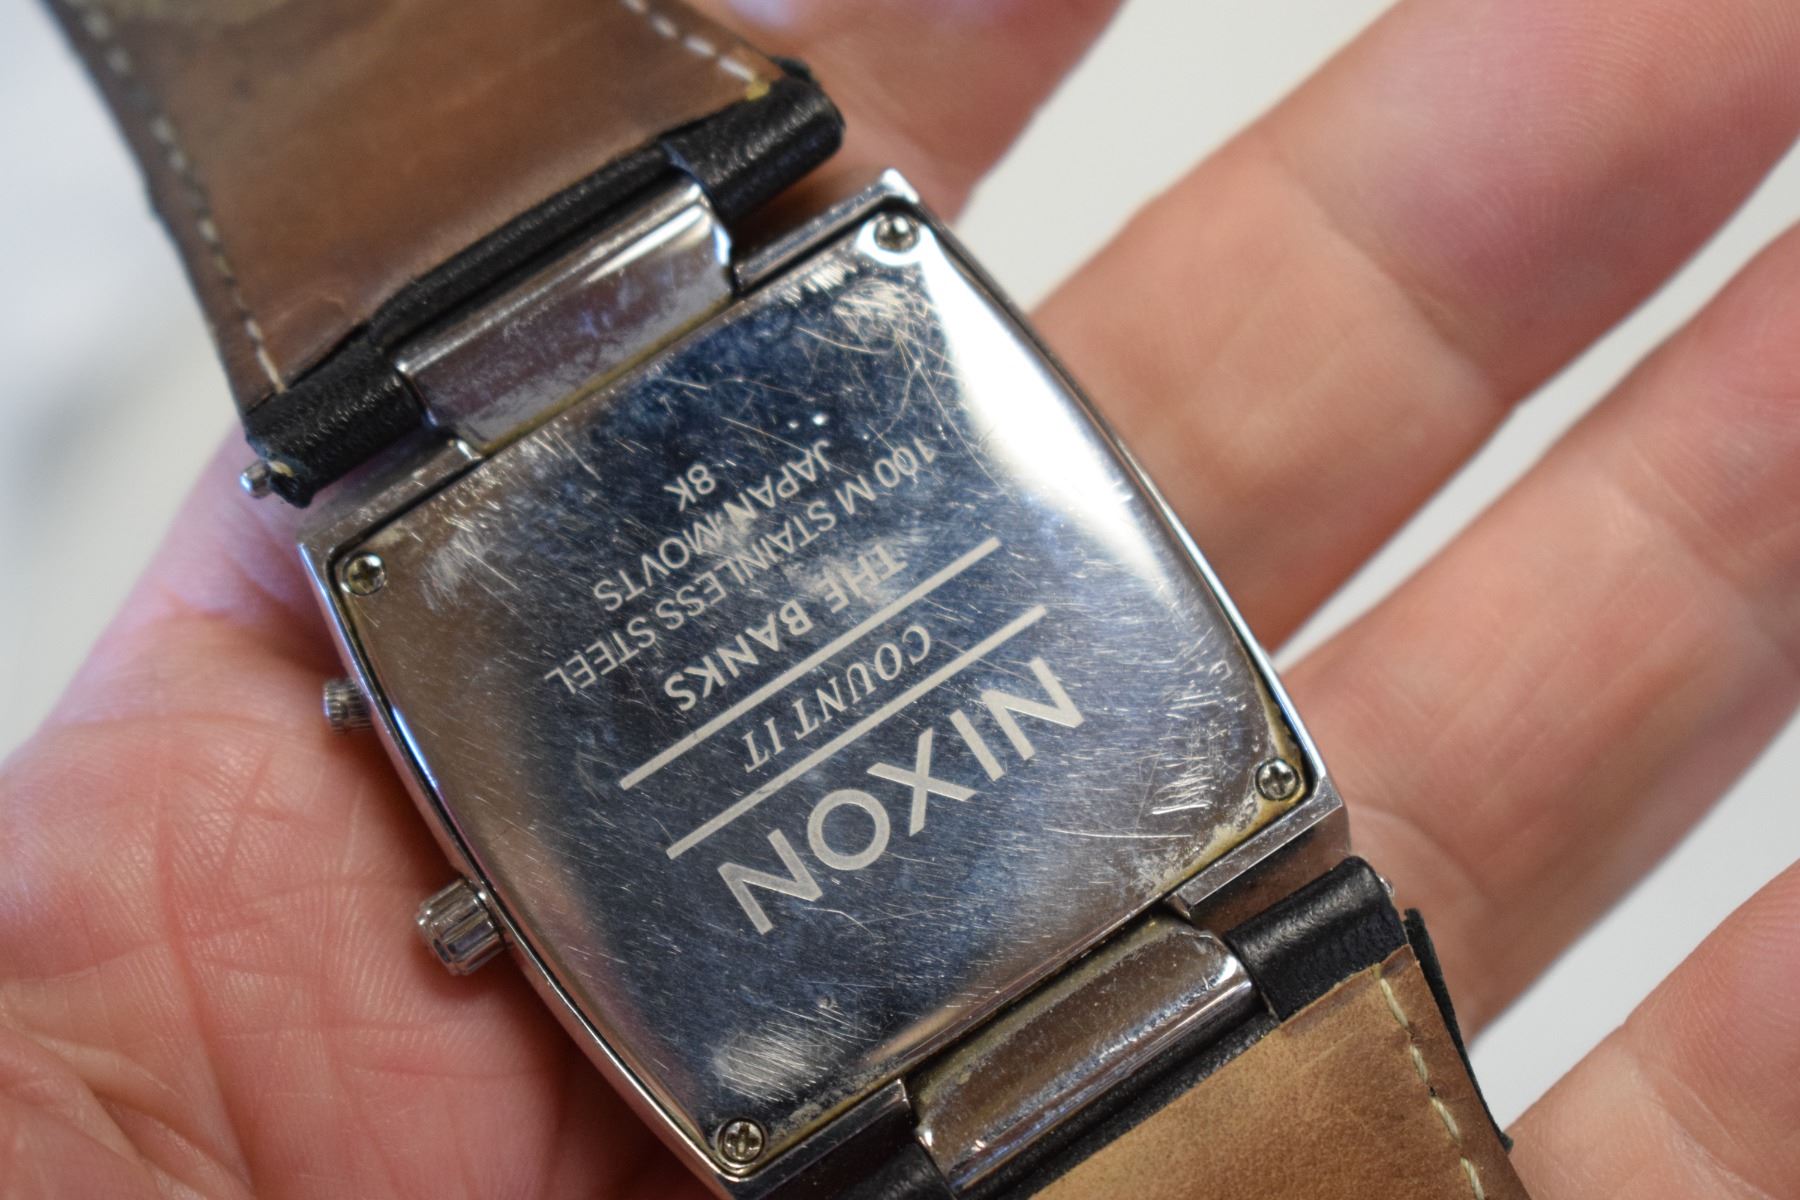 NIXON
COUNT IT
THE BANKS
100 M STAINLESS STEEL
JAPAN MOVTS
8K